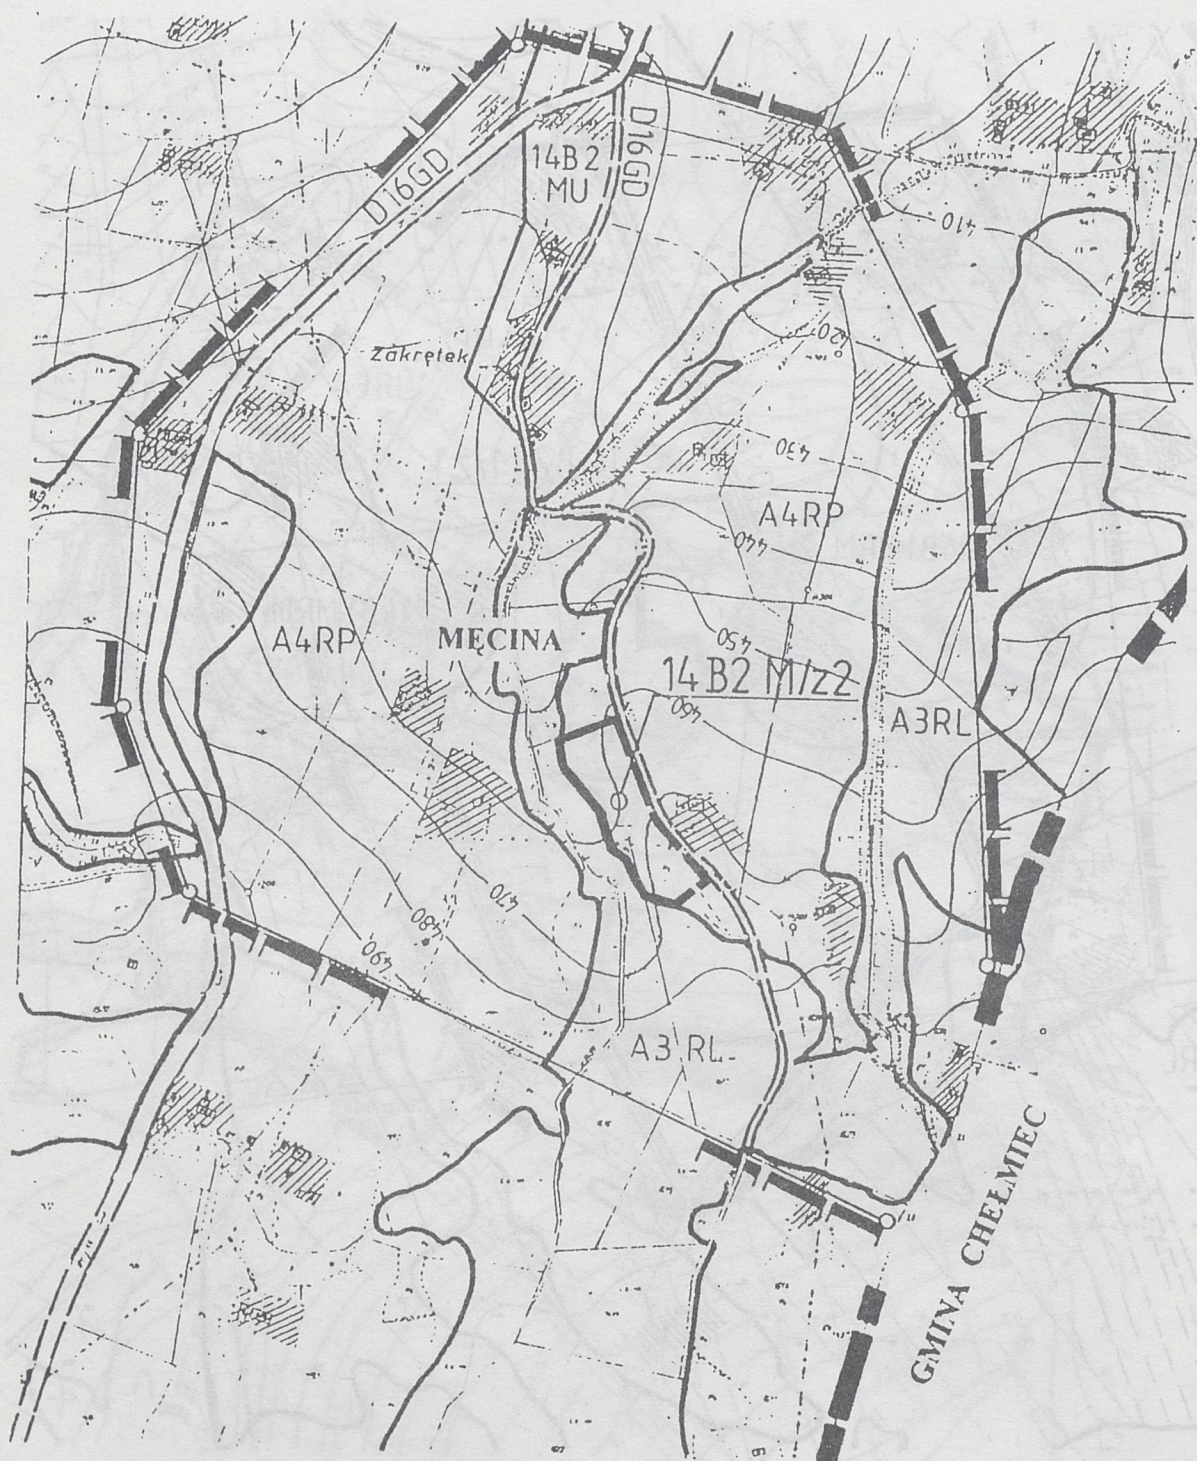 D16GD
14B2
MU
D16GD
410
Zakrętek
420
430
A4RP
440
A4RP
MĘCINA
450
14B2 M/z2
460
A3RL
470
480
490
A3 RL
GMINA CHEŁMIEC